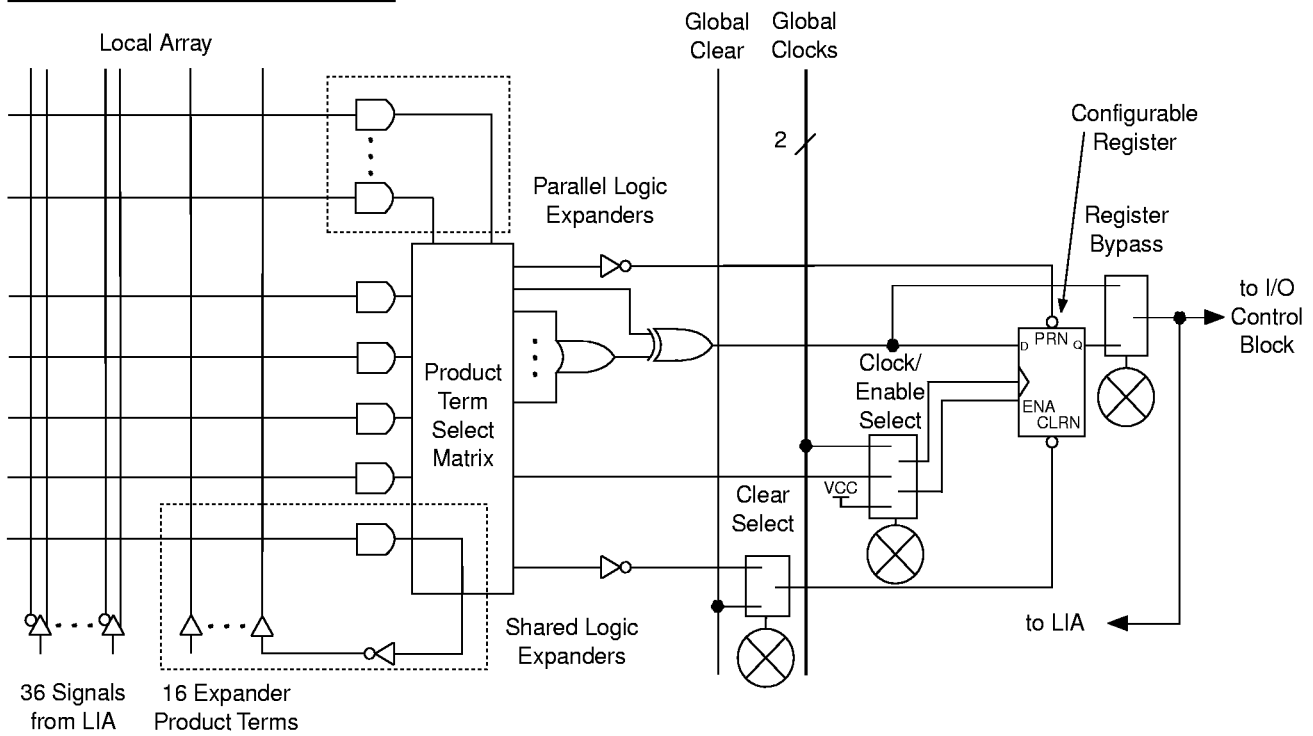 Local Array
Global
Clear
Global
Clocks
2
Configurable
Register
Parallel Logic
Expanders
Register
Bypass
to I/O
Control
Block
Product
Term
Select
Matrix
D
PRN
Q
ENA
CLRN
Clock/
Enable
Select
VCC
Clear
Select
to LIA
Shared Logic
Expanders
36 Signals
from LIA
16 Expander
Product Terms